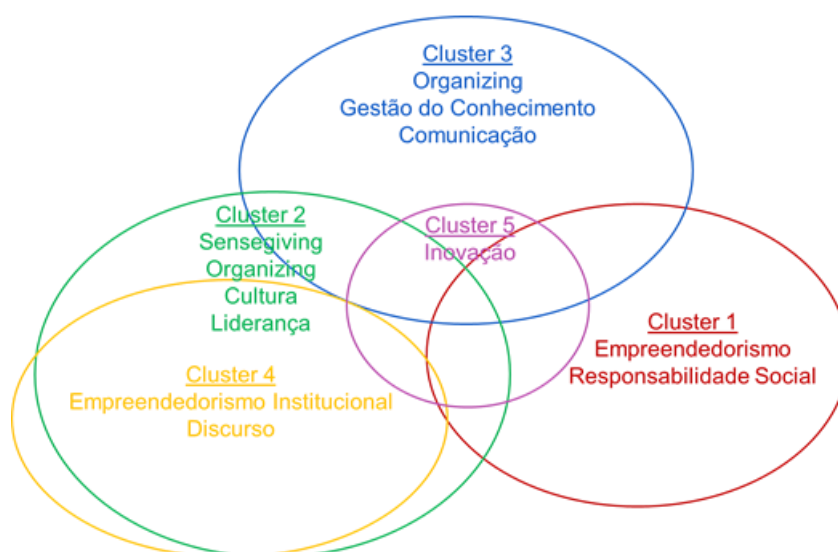 Cluster 3
Organizing
Gestão do Conhecimento
Comunicação
Cluster 2
Sensegiving
Organizing
Cultura
Liderança
Cluster 5
Inovação
Cluster 1
Empreendedorismo
Responsabilidade Social
Cluster 4
Empreendedorismo Institucional
Discurso